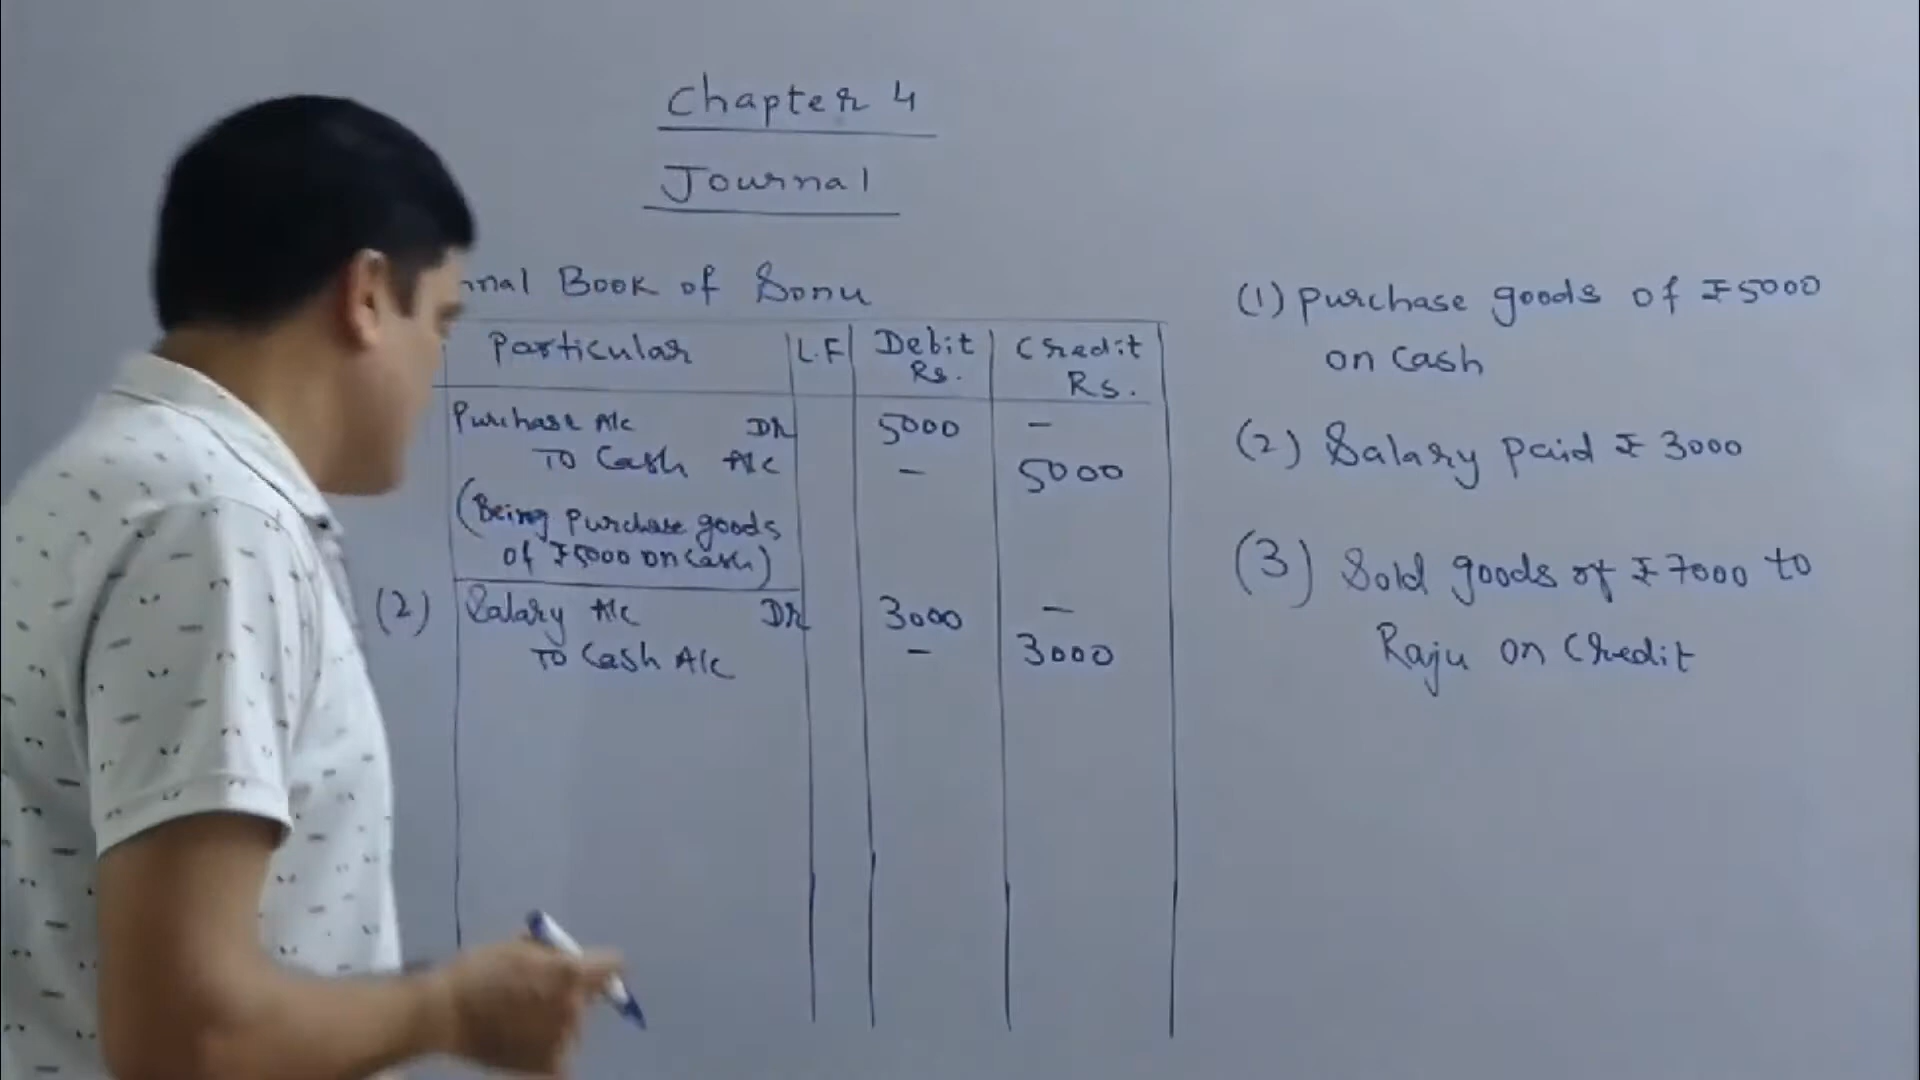 Chapter 4
Journal
nal Book of Sonu
Particular L.F Debit Rs. Credit Rs.
Purchase A/c Dr 5000 -
To Cash A/c - 5000
(Being purchase goods
of ₹5000 on cash)
(2) Salary A/c Dr 3000 -
To Cash A/c - 3000
(1) purchase goods of ₹5000
on cash
(2) Salary paid ₹ 3000
(3) Sold goods of ₹7000 to
Raju on Credit